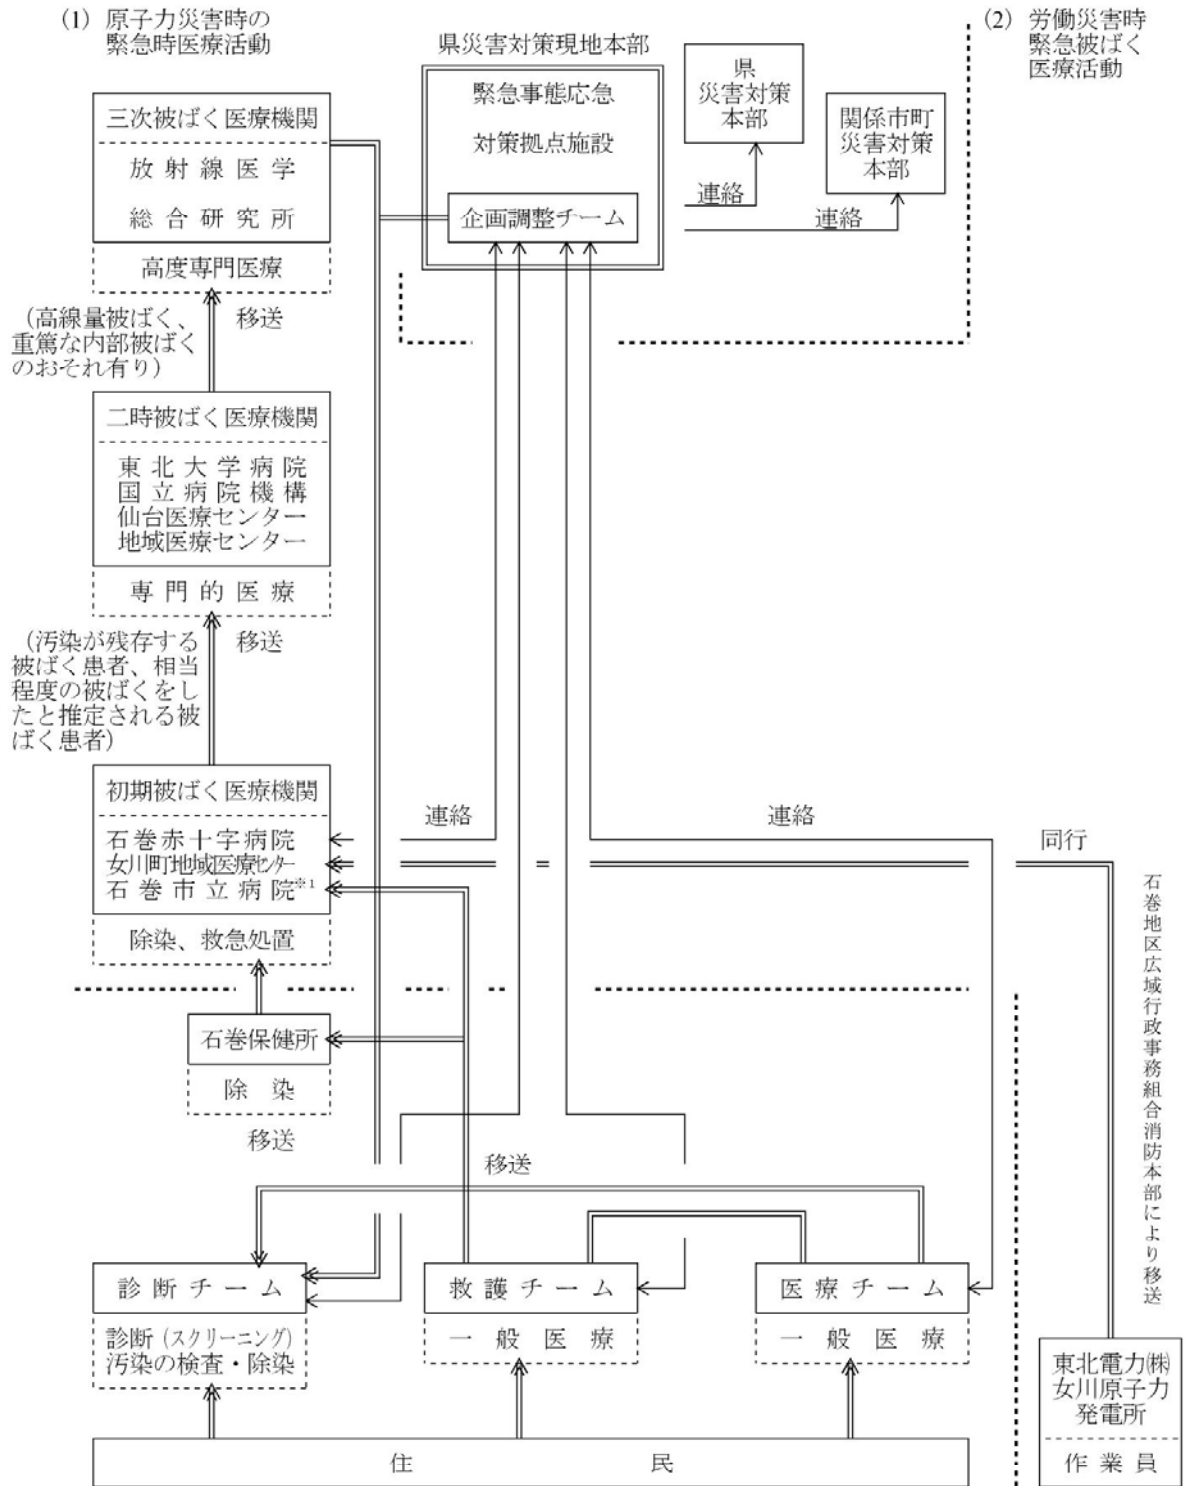 (1) 原子力災害時の
緊急時医療活動
県災害対策現地本部
(2) 労働災害時
緊急被ばく
医療活動
緊急事態応急
対策拠点施設
企画調整チーム
県
災害対策
本部
関係市町
災害対策
本部
連絡
連絡
三次被ばく医療機関
放射線医学
総合研究所
高度専門医療
(高線量被ばく、
重篤な内部被ばく
のおそれ有り)
移送
二時被ばく医療機関
東北大学病院
国立病院機構
仙台医療センター
地域医療センター
専門的医療
(汚染が残存する
被ばく患者、相当
程度の被ばくをし
たと推定される被
ばく患者)
移送
初期被ばく医療機関
石巻赤十字病院
女川町地域医療センター
石巻市立病院※1
除染、救急処置
連絡
連絡
同行
石巻地区広域行政事務組合消防本部により移送
石巻保健所
除染
移送
移送
診断チーム
診断(スクリーニング)
汚染の検査・除染
救護チーム
一般医療
医療チーム
一般医療
住民
東北電力㈱
女川原子力
発電所
作業員